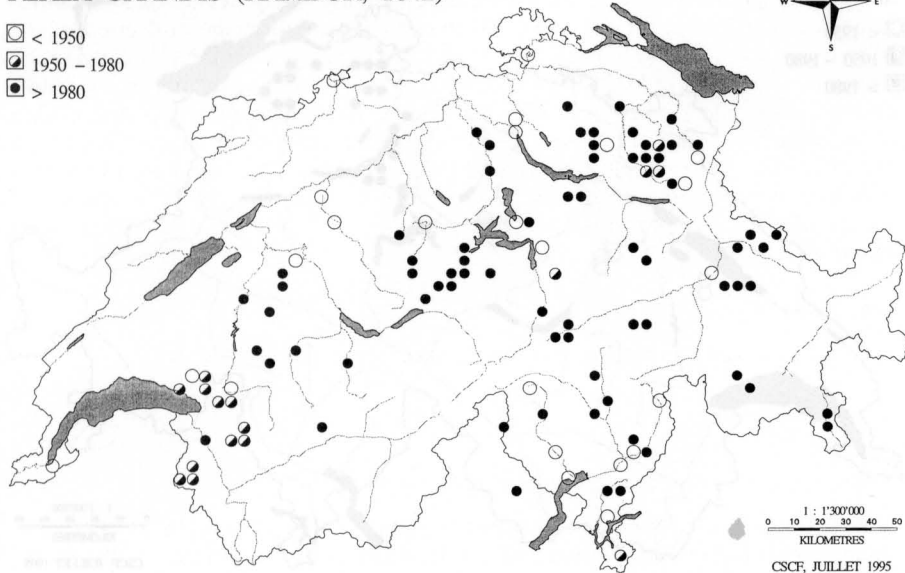 < 1950
1950 – 1980
> 1980
W E
S
1 : 1'300'000
0 10 20 30 40 50
KILOMETRES
CSCF, JUILLET 1995